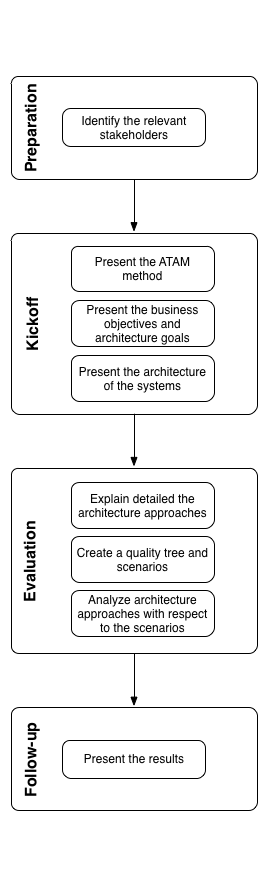 Preparation
Identify the relevant
stakeholders
Kickoff
Present the ATAM
method
Present the business
objectives and
architecture goals
Present the architecture
of the systems
Evaluation
Explain detailed the
architecture approaches
Create a quality tree and
scenarios
Analyze architecture
approaches with respect
to the scenarios
Follow-up
Present the results